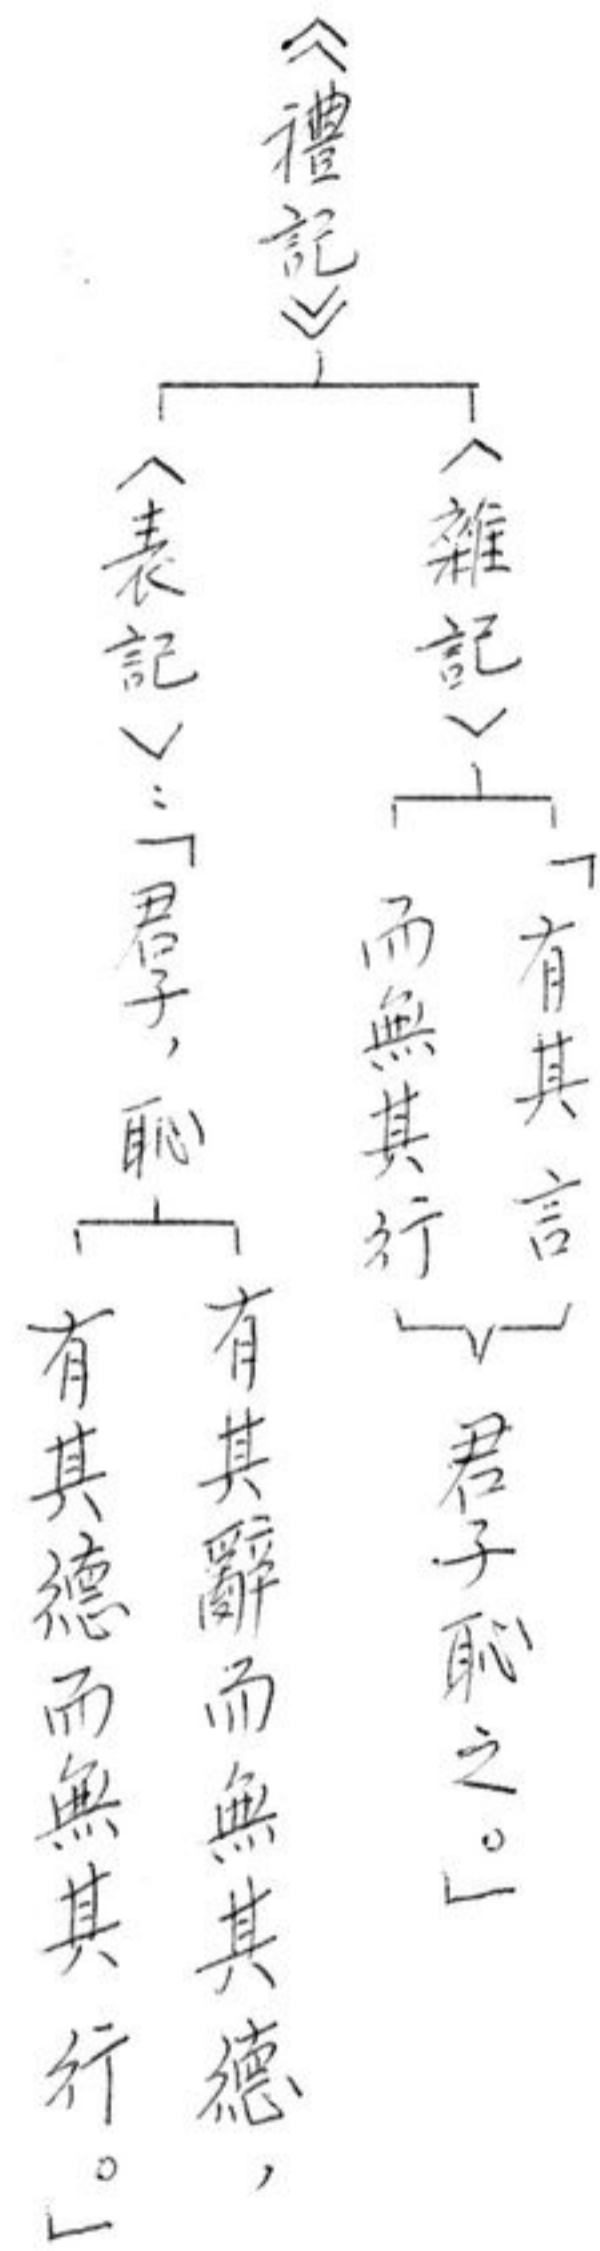 《禮記》
〈雜記〉
「有其言
而無其行
君子恥之。」
〈表記〉：「君子，恥
有其辭而無其德，
有其德而無其行。」